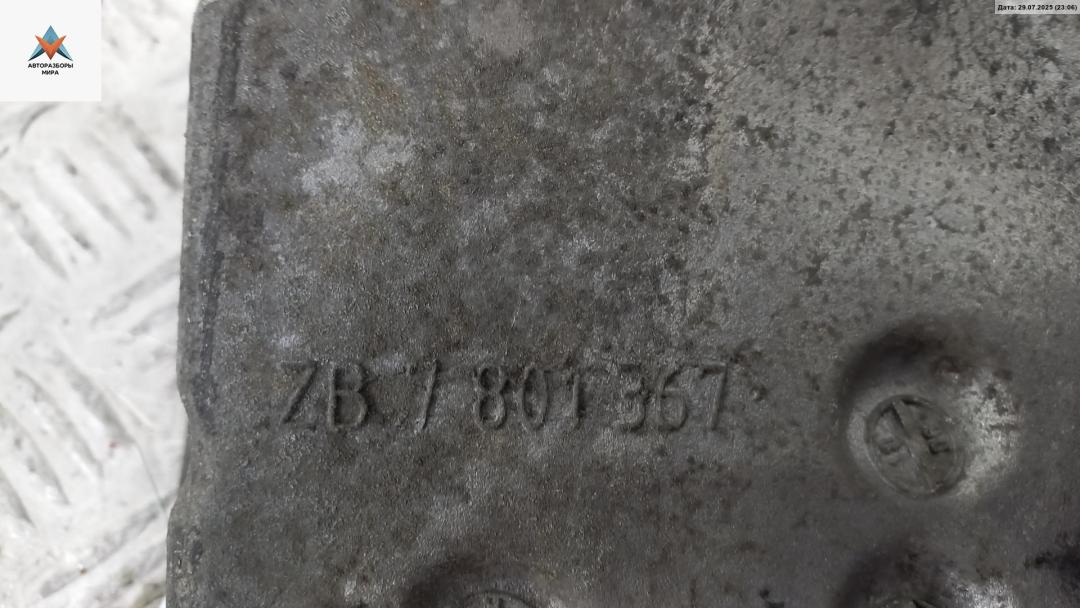 Дата: 29.07.2025 (23:06)
АВТОРАЗБОРЫ
МИРА
ZB 7 801 367